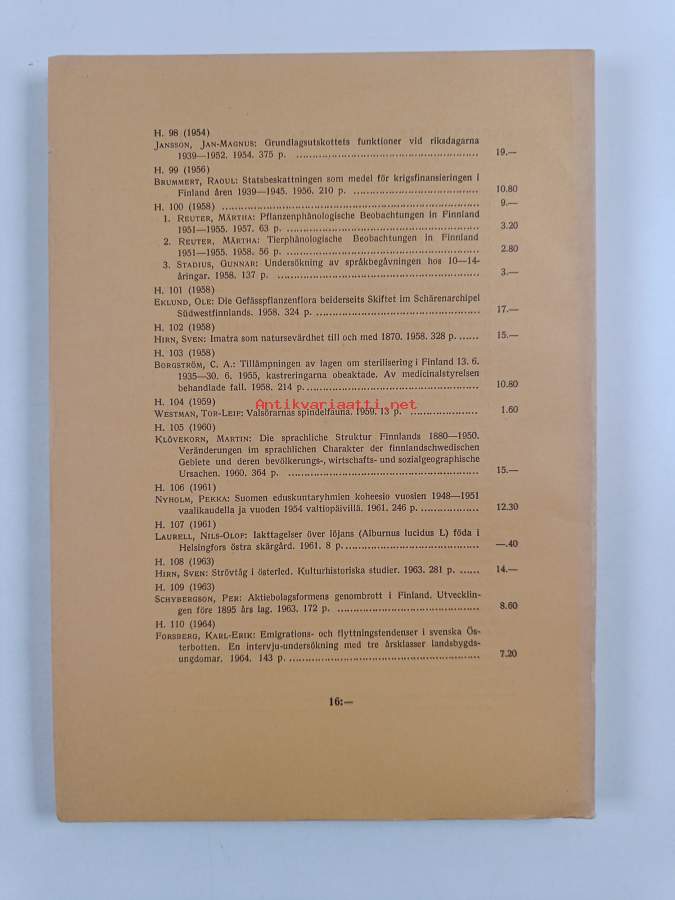 H. 98 (1954)
JANSSON, JAN-MAGNUS: Grundlagsutskottets funktioner vid riksdagarna
1939—1952. 1954. 375 p. ........ 19.—
H. 99 (1956)
BRUMMERT, RAOUL: Statsbeskattningen som medel för krigsfinansieringen i
Finland åren 1939—1945. 1956. 210 p. ........ 10.80
H. 100 (1958) ........ 9.—
1. REUTER, MÄRTHA: Pflanzenphänologische Beobachtungen in Finnland
1951—1955. 1957. 63 p. ........ 3.20
2. REUTER, MÄRTHA: Tierphänologische Beobachtungen in Finnland
1951—1955. 1958. 56 p. ........ 2.80
3. STADIUS, GUNNAR: Undersökning av språkbegåvningen hos 10—14-
åringar. 1958. 137 p. ........ 3.—
H. 101 (1958)
EKLUND, OLE: Die Gefässpflanzenflora beiderseits Skiftet im Schärenarchipel
Südwestfinnlands. 1958. 324 p. ........ 17.—
H. 102 (1958)
HIRN, SVEN: Imatra som natursevärdhet till och med 1870. 1958. 328 p. ...... 15.—
H. 103 (1958)
BORGSTRÖM, C. A.: Tillämpningen av lagen om sterilisering i Finland 13. 6.
1935—30. 6. 1955, kastreringarna obeaktade. Av medicinalstyrelsen
behandlade fall. 1958. 214 p. ........ 10.80
Antikvariaatti.net
H. 104 (1959)
WESTMAN, TOR-LEIF: Valsörarnas spindelfauna. 1959. 13 p. ........ 1.60
H. 105 (1960)
KLÖVEKORN, MARTIN: Die sprachliche Struktur Finnlands 1880—1950.
Veränderungen im sprachlichen Charakter der finnlandschwedischen
Gebiete und deren bevölkerungs-, wirtschafts- und sozialgeographische
Ursachen. 1960. 364 p. ........ 15.—
H. 106 (1961)
NYHOLM, PEKKA: Suomen eduskuntaryhmien koheesio vuosien 1948—1951
vaalikaudella ja vuoden 1954 valtiopäivillä. 1961. 246 p. ........ 12.30
H. 107 (1961)
LAURELL, NILS-OLOF: Iakttagelser över löjans (Alburnus lucidus L) föda i
Helsingfors östra skärgård. 1961. 8 p. ........ —.40
H. 108 (1963)
HIRN, SVEN: Strövtåg i österled. Kulturhistoriska studier. 1963. 281 p. ...... 14.—
H. 109 (1963)
SCHYBERGSON, PER: Aktiebolagsformens genombrott i Finland. Utvecklin-
gen före 1895 års lag. 1963. 172 p. ........ 8.60
H. 110 (1964)
FORSBERG, KARL-ERIK: Emigrations- och flyttningstendenser i svenska Ös-
terbotten. En intervju-undersökning med tre årsklasser landsbygds-
ungdomar. 1964. 143 p. ........ 7.20
16:—